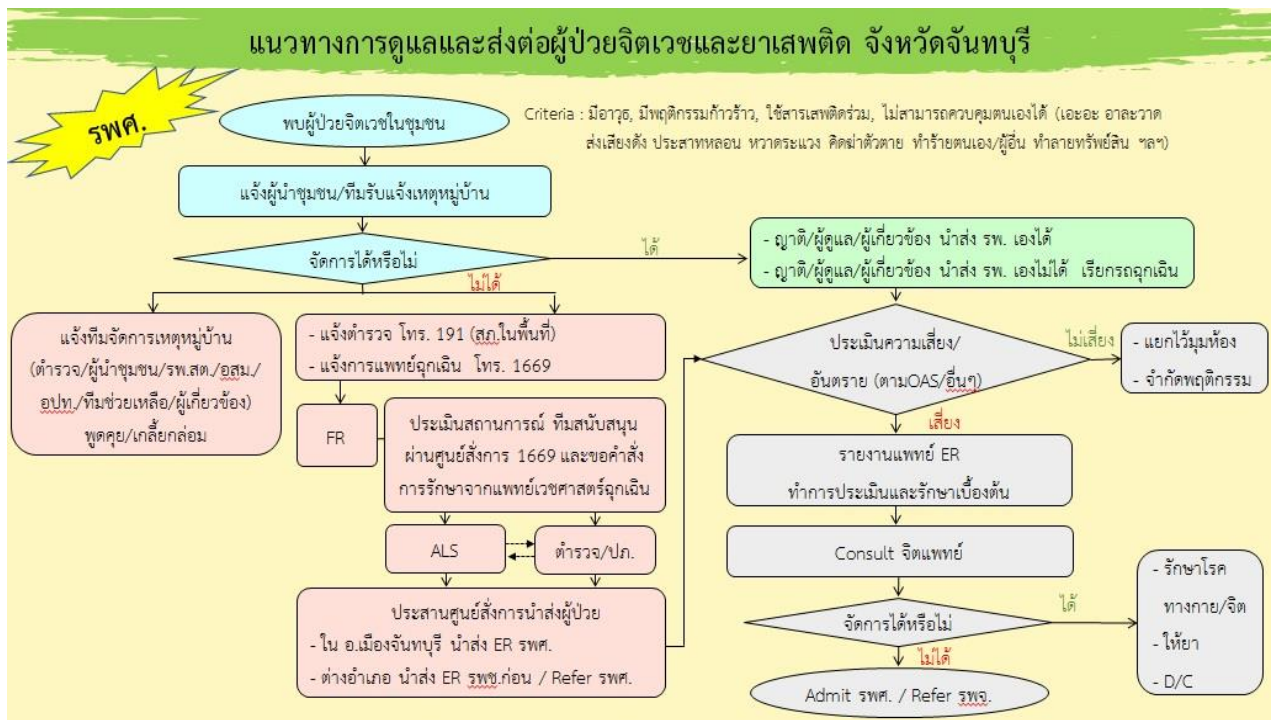 แนวทางการดูแลและส่งต่อผู้ป่วยจิตเวชและยาเสพติด จังหวัดจันทบุรี
รพศ.
พบผู้ป่วยจิตเวชในชุมชน
Criteria : มีอาวุธ, มีพฤติกรรมก้าวร้าว, ใช้สารเสพติดร่วม, ไม่สามารถควบคุมตนเองได้ (เอะอะ อาละวาด
ส่งเสียงดัง ประสาทหลอน หวาดระแวง คิดฆ่าตัวตาย ทำร้ายตนเอง/ผู้อื่น ทำลายทรัพย์สิน ฯลฯ)
แจ้งผู้นำชุมชน/ทีมรับแจ้งเหตุหมู่บ้าน
จัดการได้หรือไม่
ได้
ไม่ได้
- ญาติ/ผู้ดูแล/ผู้เกี่ยวข้อง นำส่ง รพ. เองได้
- ญาติ/ผู้ดูแล/ผู้เกี่ยวข้อง นำส่ง รพ. เองไม่ได้ เรียกรถฉุกเฉิน
แจ้งทีมจัดการเหตุหมู่บ้าน
(ตำรวจ/ผู้นำชุมชน/รพ.สต./อสม./
อปท./ทีมช่วยเหลือ/ผู้เกี่ยวข้อง)
พูดคุย/เกลี้ยกล่อม
- แจ้งตำรวจ โทร. 191 (สภ.ในพื้นที่)
- แจ้งการแพทย์ฉุกเฉิน โทร. 1669
FR
ประเมินสถานการณ์ ทีมสนับสนุน
ผ่านศูนย์สั่งการ 1669 และขอคำสั่ง
การรักษาจากแพทย์เวชศาสตร์ฉุกเฉิน
ALS
ตำรวจ/ปภ.
ประสานศูนย์สั่งการนำส่งผู้ป่วย
- ใน อ.เมืองจันทบุรี นำส่ง ER รพศ.
- ต่างอำเภอ นำส่ง ER รพช.ก่อน / Refer รพศ.
ประเมินความเสี่ยง/
อันตราย (ตามOAS/อื่นๆ)
ไม่เสี่ยง
- แยกไว้มุมห้อง
- จำกัดพฤติกรรม
เสี่ยง
รายงานแพทย์ ER
ทำการประเมินและรักษาเบื้องต้น
Consult จิตแพทย์
จัดการได้หรือไม่
ได้
- รักษาโรค
ทางกาย/จิต
- ให้ยา
- D/C
ไม่ได้
Admit รพศ. / Refer รพจ.